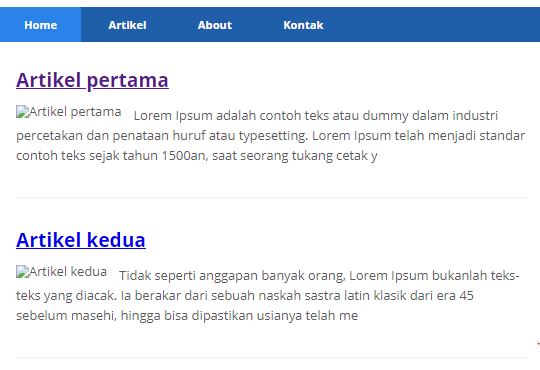 Home Artikel About Kontak
Artikel pertama
Artikel pertama Lorem Ipsum adalah contoh teks atau dummy dalam industri
percetakan dan penataan huruf atau typesetting. Lorem Ipsum telah menjadi standar
contoh teks sejak tahun 1500an, saat seorang tukang cetak y
Artikel kedua
Artikel kedua Tidak seperti anggapan banyak orang, Lorem Ipsum bukanlah teks-
teks yang diacak. Ia berakar dari sebuah naskah sastra latin klasik dari era 45
sebelum masehi, hingga bisa dipastikan usianya telah me